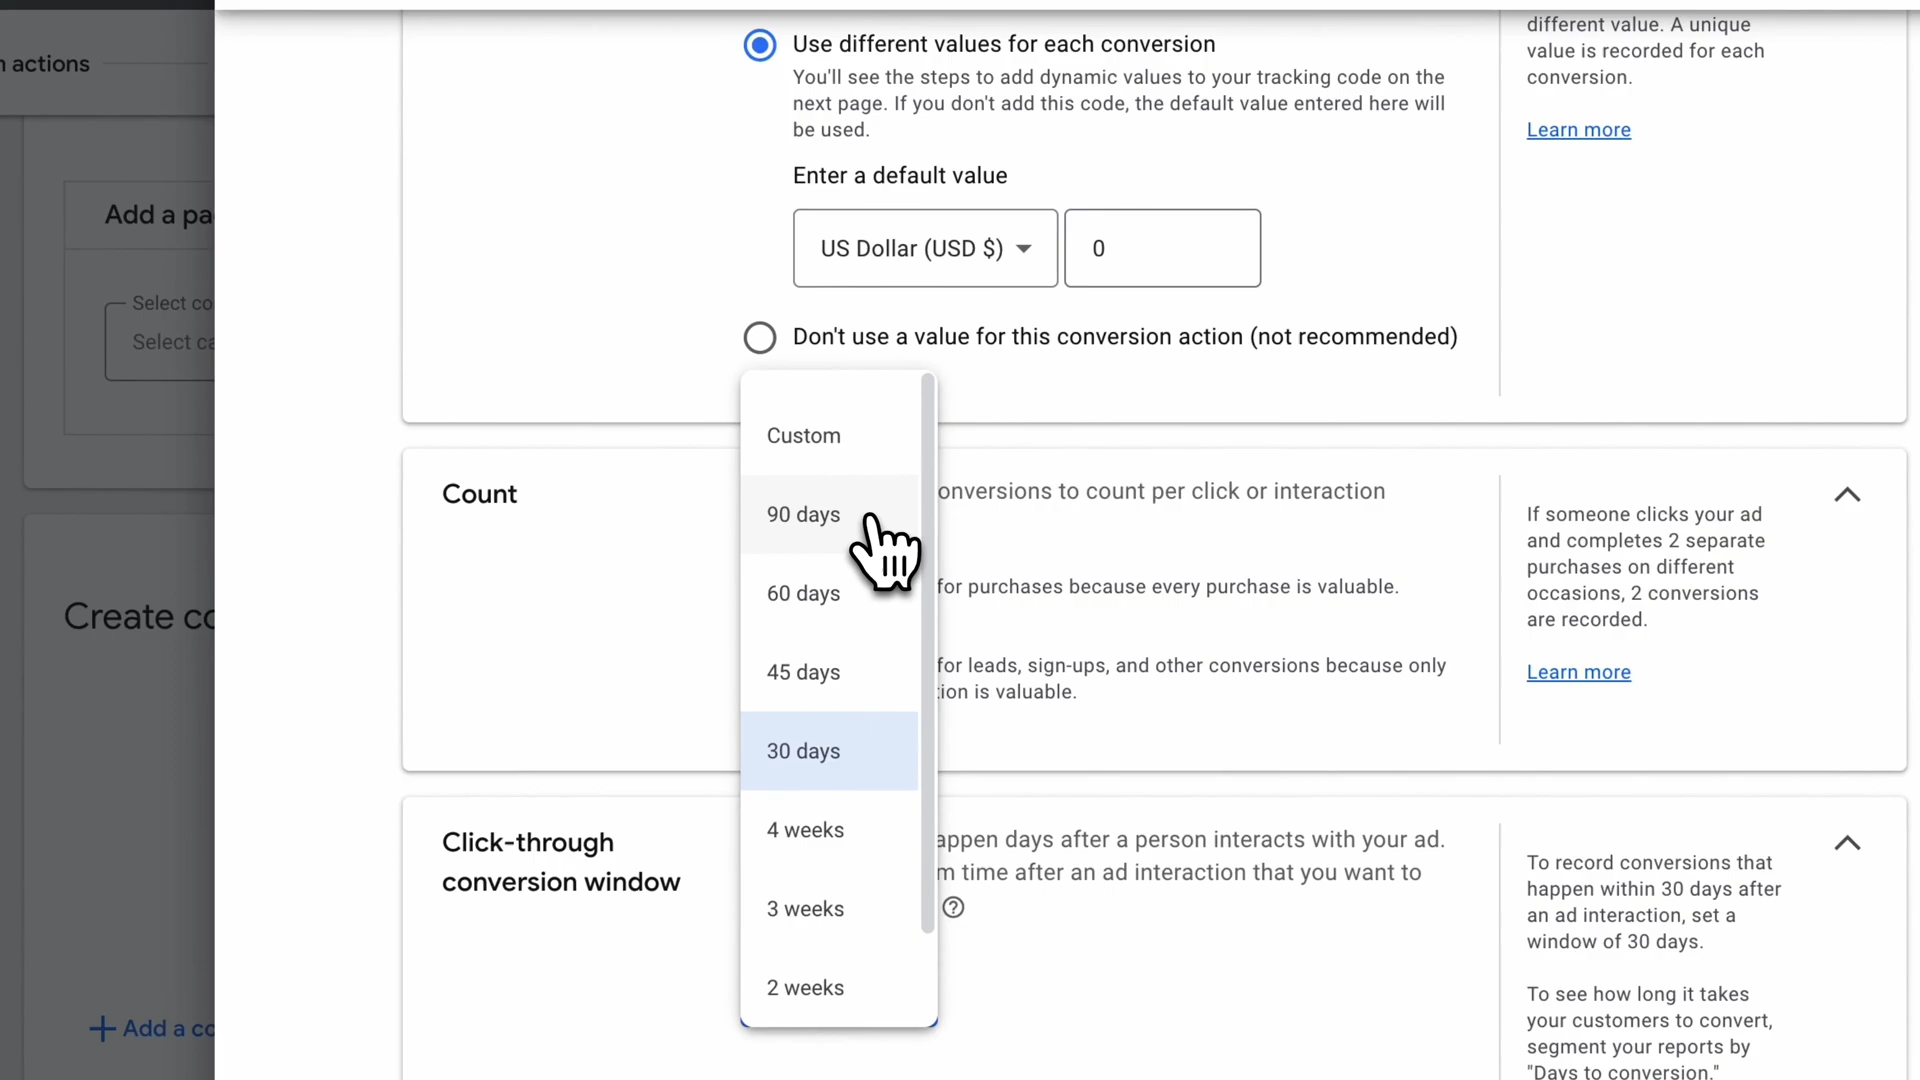 n actions
Add a pa
Select co
Select ca
Create co
Add a co
Use different values for each conversion
You'll see the steps to add dynamic values to your tracking code on the
next page. If you don't add this code, the default value entered here will
be used.
Enter a default value
US Dollar (USD $)
0
Don't use a value for this conversion action (not recommended)
different value. A unique
value is recorded for each
conversion.
Learn more
Custom
90 days
60 days
45 days
30 days
4 weeks
3 weeks
2 weeks
Count
onversions to count per click or interaction
for purchases because every purchase is valuable.
for leads, sign-ups, and other conversions because only
tion is valuable.
If someone clicks your ad
and completes 2 separate
purchases on different
occasions, 2 conversions
are recorded.
Learn more
Click-through
conversion window
appen days after a person interacts with your ad.
m time after an ad interaction that you want to
To record conversions that
happen within 30 days after
an ad interaction, set a
window of 30 days.
To see how long it takes
your customers to convert,
segment your reports by
"Days to conversion."